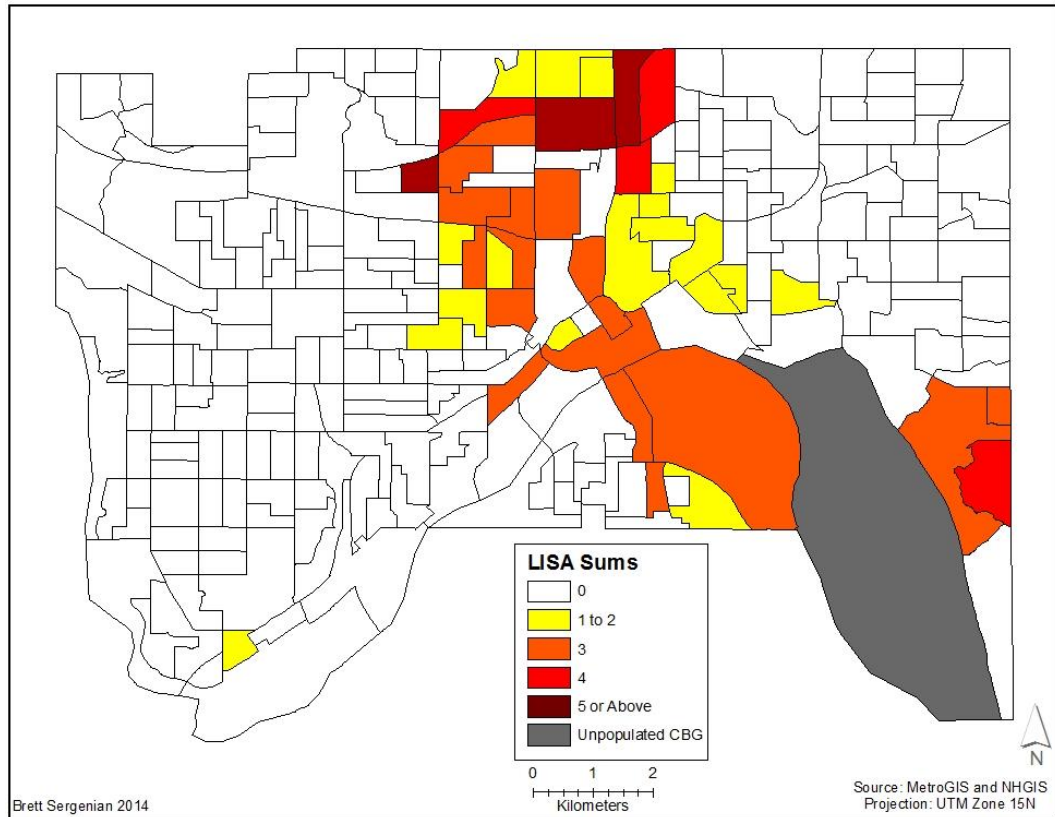 LISA Sums
0
1 to 2
3
4
5 or Above
Unpopulated CBG
0 1 2
Kilometers
N
Brett Sergenian 2014
Source: MetroGIS and NHGIS
Projection: UTM Zone 15N